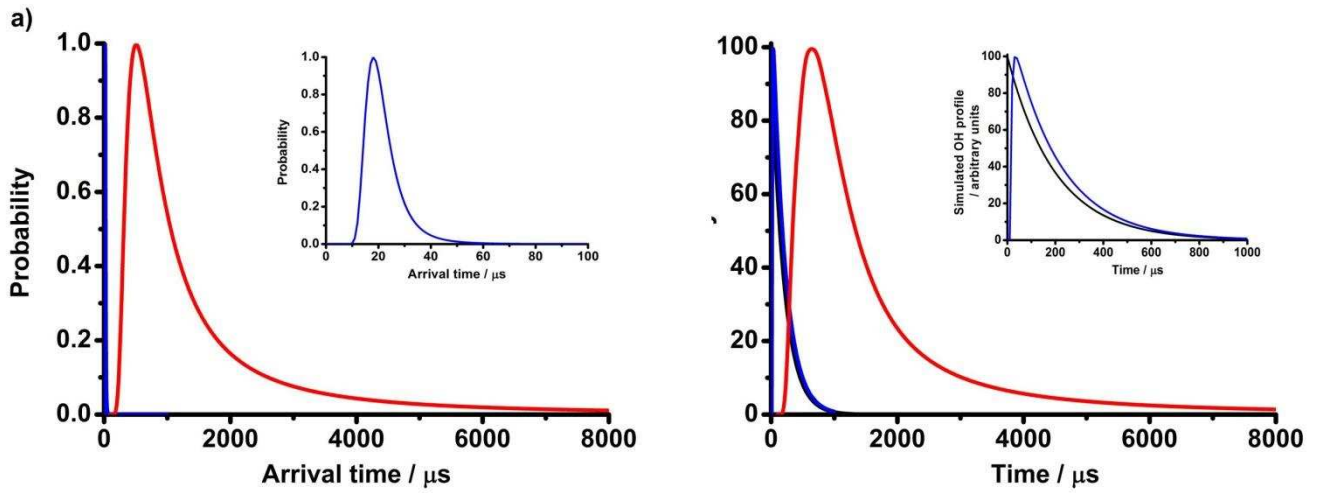 a)
1.0
0.8
0.6
0.4
0.2
0.0
Probability
0 2000 4000 6000 8000
Arrival time / μs
1.0
0.8
0.6
0.4
0.2
0.0
Probability
0 20 40 60 80 100
Arrival time / μs
100
80
60
40
20
0
0 2000 4000 6000 8000
Time / μs
100
80
60
40
20
0
Simulated OH profile
/ arbitrary units
0 200 400 600 800 1000
Time / μs